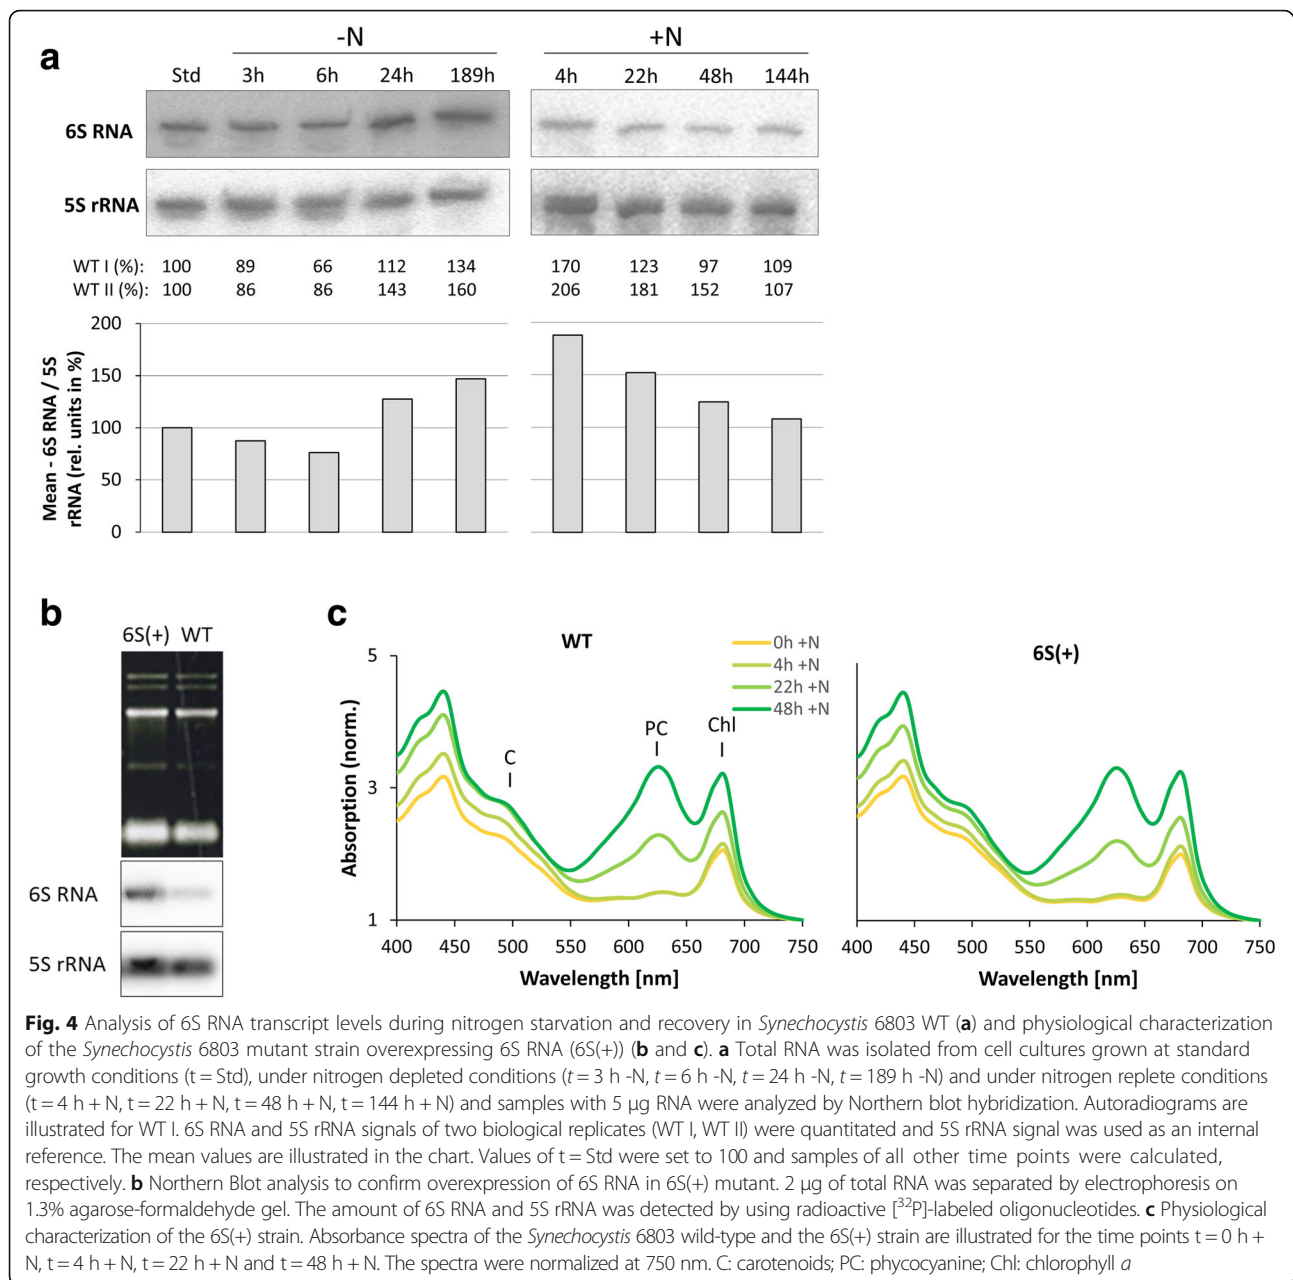 a
-N +N
Std 3h 6h 24h 189h 4h 22h 48h 144h
6S RNA
5S rRNA
WT I (%): 100 89 66 112 134 170 123 97 109
WT II (%): 100 86 86 143 160 206 181 152 107
Mean - 6S RNA / 5S
rRNA (rel. units in %)
200
150
100
50
0
b
6S(+) WT
6S RNA
5S rRNA
c
WT
6S(+)
0h +N
4h +N
22h +N
48h +N
C
PC
Chl
Absorption (norm.)
5
3
1
400 450 500 550 600 650 700 750
Wavelength [nm]
400 450 500 550 600 650 700 750
Wavelength [nm]
Fig. 4 Analysis of 6S RNA transcript levels during nitrogen starvation and recovery in Synechocystis 6803 WT (a) and physiological characterization
of the Synechocystis 6803 mutant strain overexpressing 6S RNA (6S(+)) (b and c). a Total RNA was isolated from cell cultures grown at standard
growth conditions (t = Std), under nitrogen depleted conditions (t = 3 h -N, t = 6 h -N, t = 24 h -N, t = 189 h -N) and under nitrogen replete conditions
(t = 4 h + N, t = 22 h + N, t = 48 h + N, t = 144 h + N) and samples with 5 μg RNA were analyzed by Northern blot hybridization. Autoradiograms are
illustrated for WT I. 6S RNA and 5S rRNA signals of two biological replicates (WT I, WT II) were quantitated and 5S rRNA signal was used as an internal
reference. The mean values are illustrated in the chart. Values of t = Std were set to 100 and samples of all other time points were calculated,
respectively. b Northern Blot analysis to confirm overexpression of 6S RNA in 6S(+) mutant. 2 μg of total RNA was separated by electrophoresis on
1.3% agarose-formaldehyde gel. The amount of 6S RNA and 5S rRNA was detected by using radioactive [³²P]-labeled oligonucleotides. c Physiological
characterization of the 6S(+) strain. Absorbance spectra of the Synechocystis 6803 wild-type and the 6S(+) strain are illustrated for the time points t = 0 h +
N, t = 4 h + N, t = 22 h + N and t = 48 h + N. The spectra were normalized at 750 nm. C: carotenoids; PC: phycocyanine; Chl: chlorophyll a